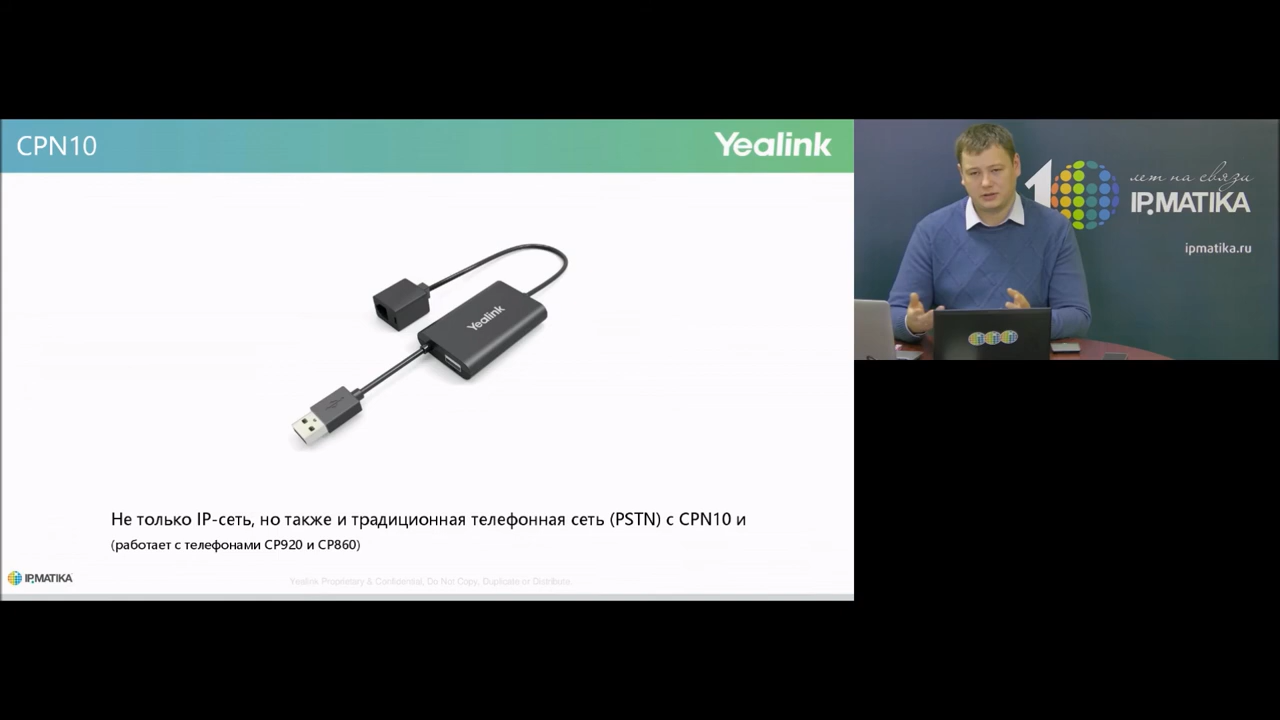 CPN10
Yealink
Yealink
Не только IP-сеть, но также и традиционная телефонная сеть (PSTN) с CPN10 и
(работает с телефонами CP920 и CP860)
IP.MATIKA
Yealink Proprietary & Confidential, Do Not Copy, Duplicate or Distribute.
10
лет на связи
IP.MATIKA
ipmatika.ru